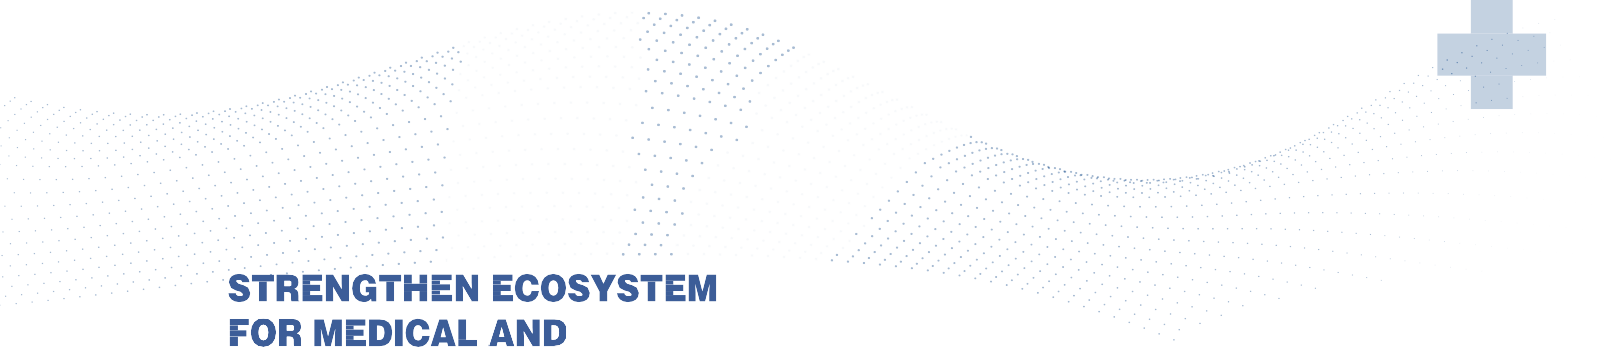 STRENGTHEN ECOSYSTEM
FOR MEDICAL AND